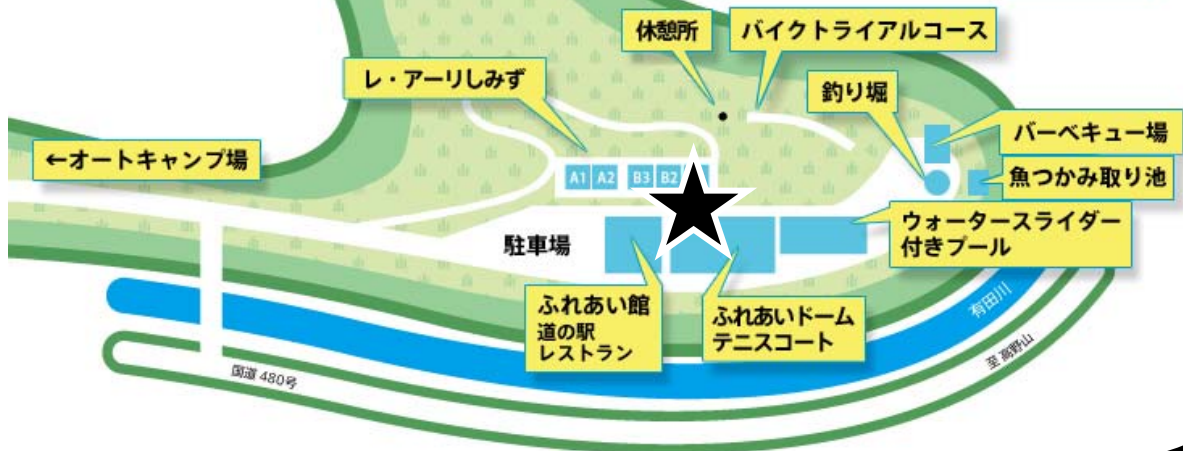 休憩所
バイクトライアルコース
レ・アーリしみず
釣り堀
バーベキュー場
←オートキャンプ場
魚つかみ取り池
A1 A2 B3 B2
ウォータースライダー
付きプール
駐車場
ふれあい館
道の駅
レストラン
ふれあいドーム
テニスコート
有田川
至 高野山
国道 480号